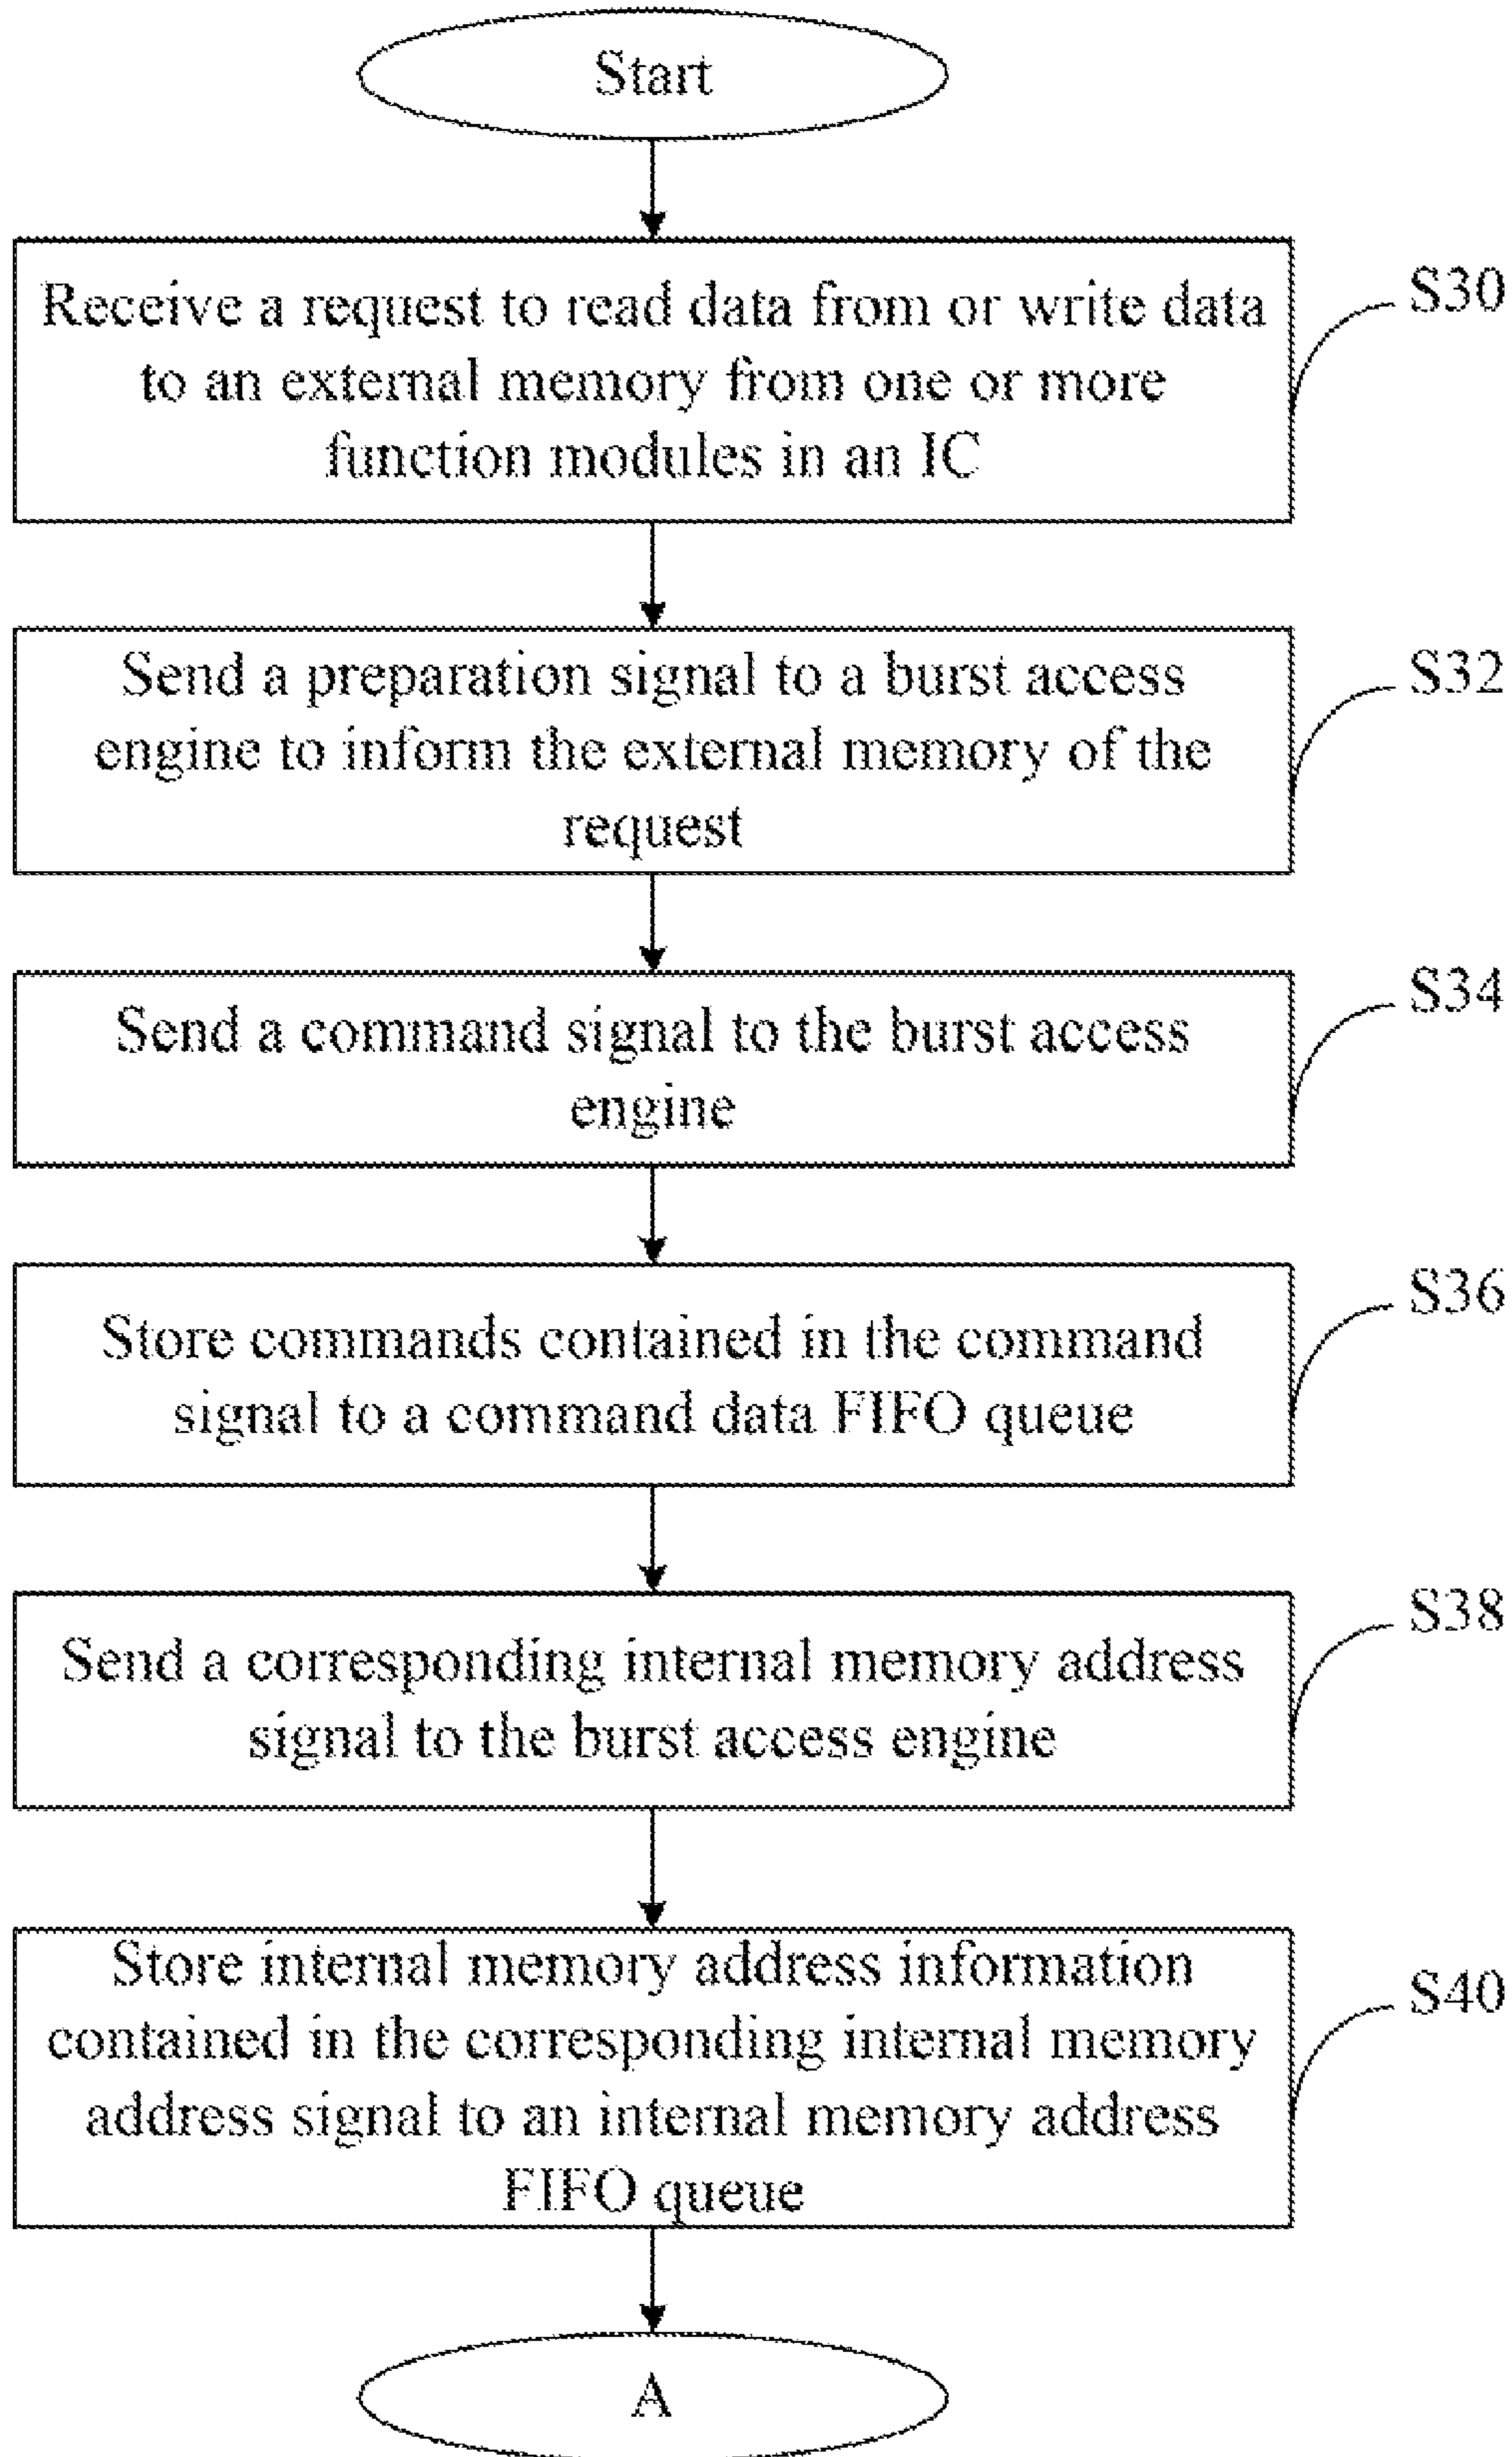 Start
Receive a request to read data from or write data
to an external memory from one or more
function modules in an IC
S30
Send a preparation signal to a burst access
engine to inform the external memory of the
request
S32
Send a command signal to the burst access
engine
S34
Store commands contained in the command
signal to a command data FIFO queue
S36
Send a corresponding internal memory address
signal to the burst access engine
S38
Store internal memory address information
contained in the corresponding internal memory
address signal to an internal memory address
FIFO queue
S40
A